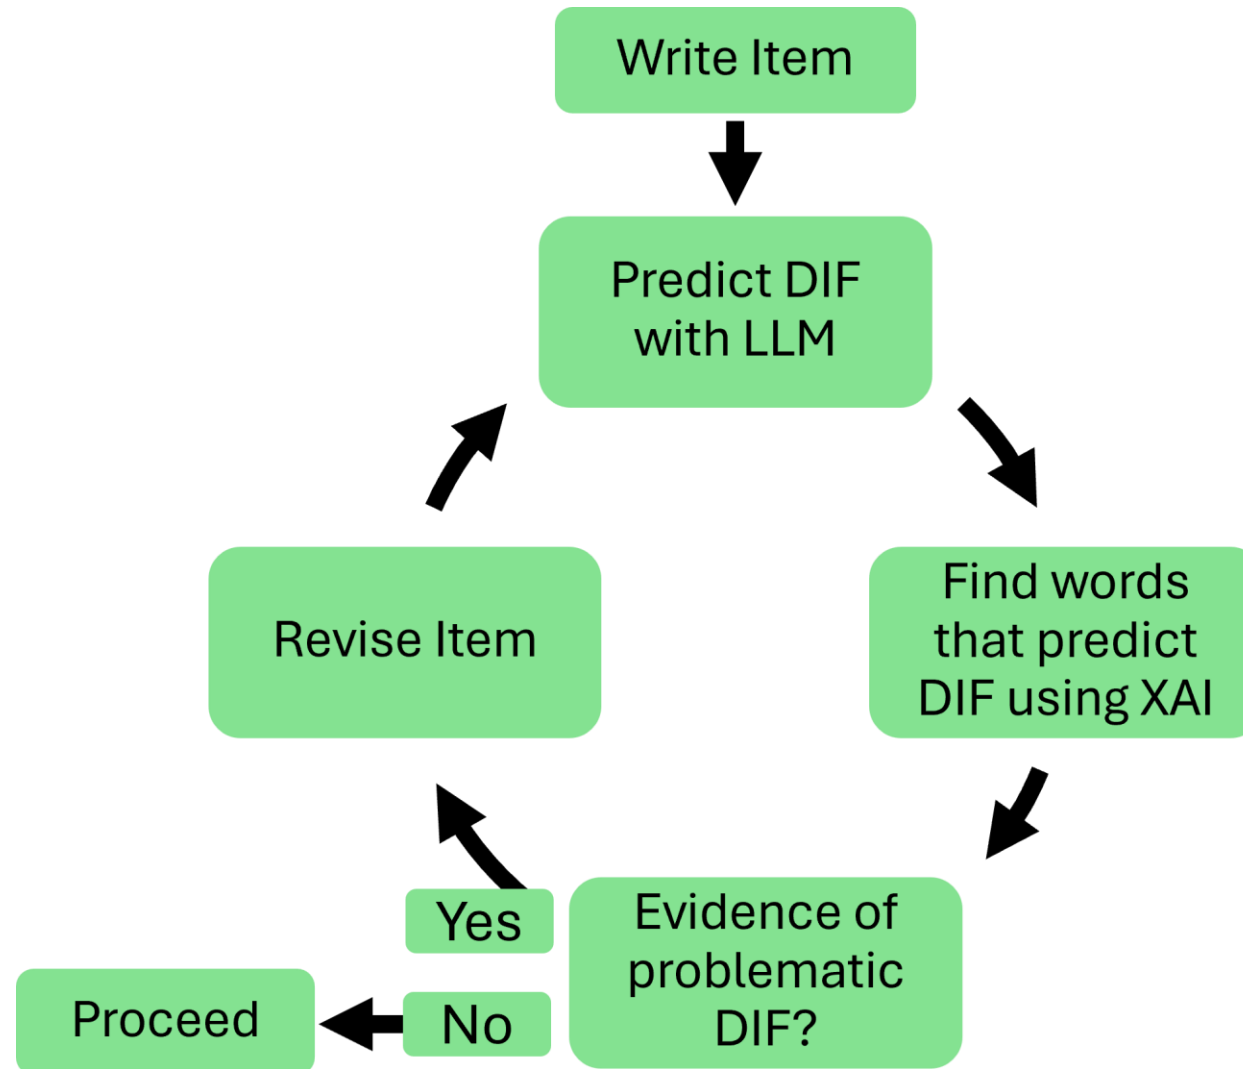 Write Item
Predict DIF
with LLM
Find words
that predict
DIF using XAI
Evidence of
problematic
DIF?
Yes
No
Revise Item
Proceed